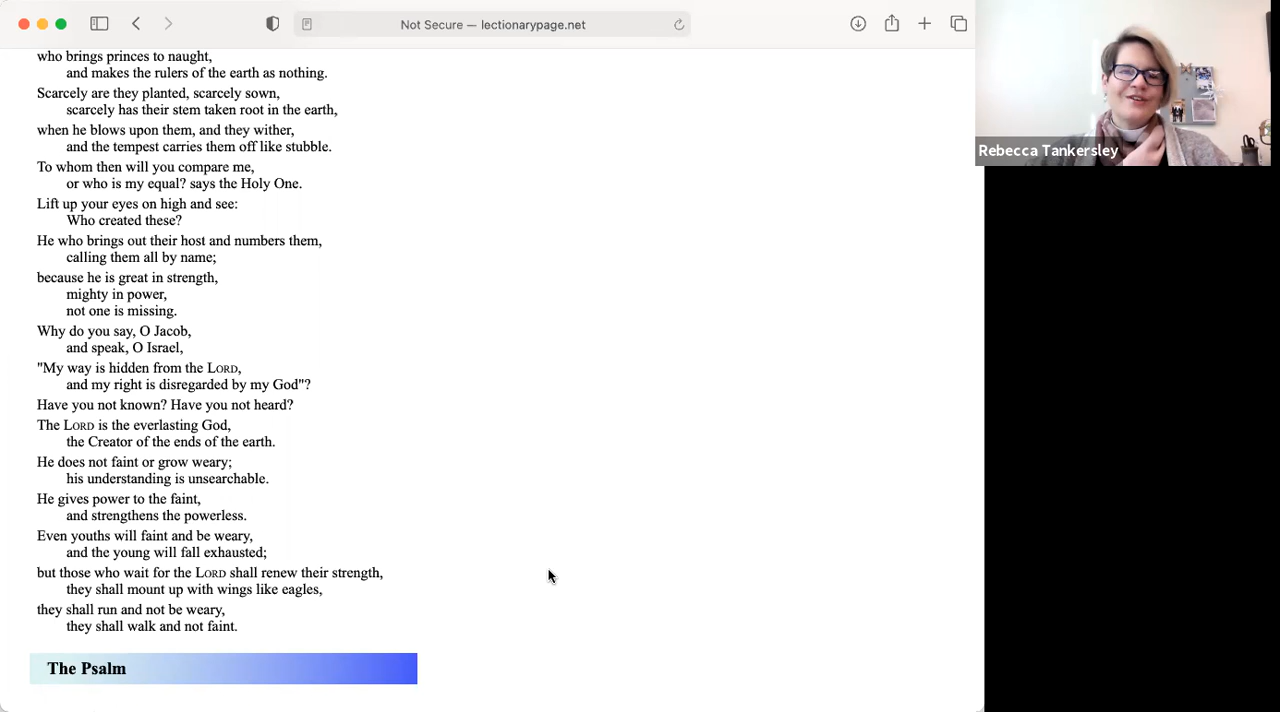 Not Secure — lectionarypage.net
who brings princes to naught,
and makes the rulers of the earth as nothing.
Scarcely are they planted, scarcely sown,
scarcely has their stem taken root in the earth,
when he blows upon them, and they wither,
and the tempest carries them off like stubble.
To whom then will you compare me,
or who is my equal? says the Holy One.
Lift up your eyes on high and see:
Who created these?
He who brings out their host and numbers them,
calling them all by name;
because he is great in strength,
mighty in power,
not one is missing.
Why do you say, O Jacob,
and speak, O Israel,
"My way is hidden from the LORD,
and my right is disregarded by my God"?
Have you not known? Have you not heard?
The LORD is the everlasting God,
the Creator of the ends of the earth.
He does not faint or grow weary;
his understanding is unsearchable.
He gives power to the faint,
and strengthens the powerless.
Even youths will faint and be weary,
and the young will fall exhausted;
but those who wait for the LORD shall renew their strength,
they shall mount up with wings like eagles,
they shall run and not be weary,
they shall walk and not faint.
The Psalm
Rebecca Tankersley